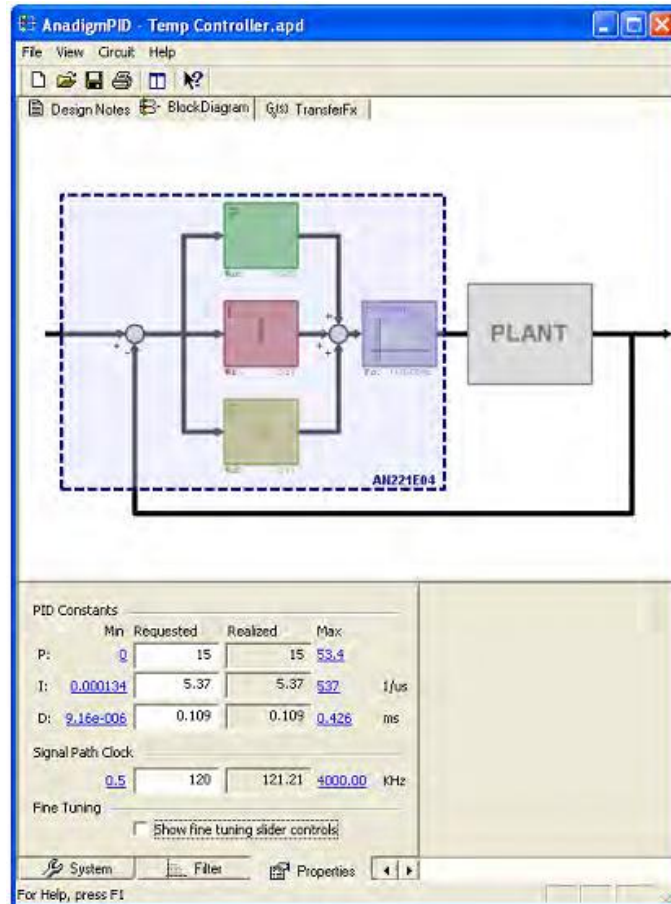 AnadigmPID - Temp Controller.apd
File View Circuit Help
Design Notes BlockDiagram G(s) TransferFx
PLANT
AN221E04
PID Constants
Min Requested Realized Max
P: 0 15 15 53.4
I: 0.000134 5.37 5.37 537 1/us
D: 9.16e-006 0.109 0.109 0.426 ms
Signal Path Clock
0.5 120 121.21 4000.00 KHz
Fine Tuning
Show fine tuning slider controls
System Filter Properties
For Help, press F1